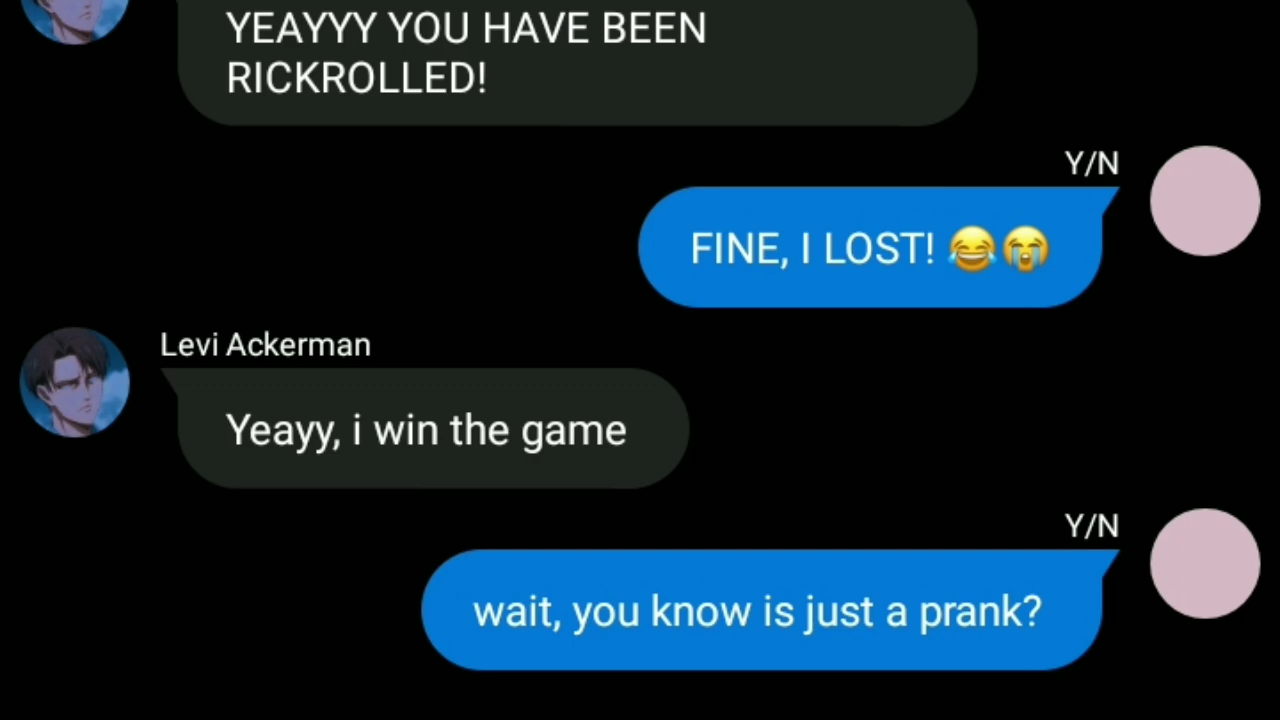 YEAYYY YOU HAVE BEEN
RICKROLLED!
Y/N
FINE, I LOST! 😂😭
Levi Ackerman
Yeayy, i win the game
Y/N
wait, you know is just a prank?